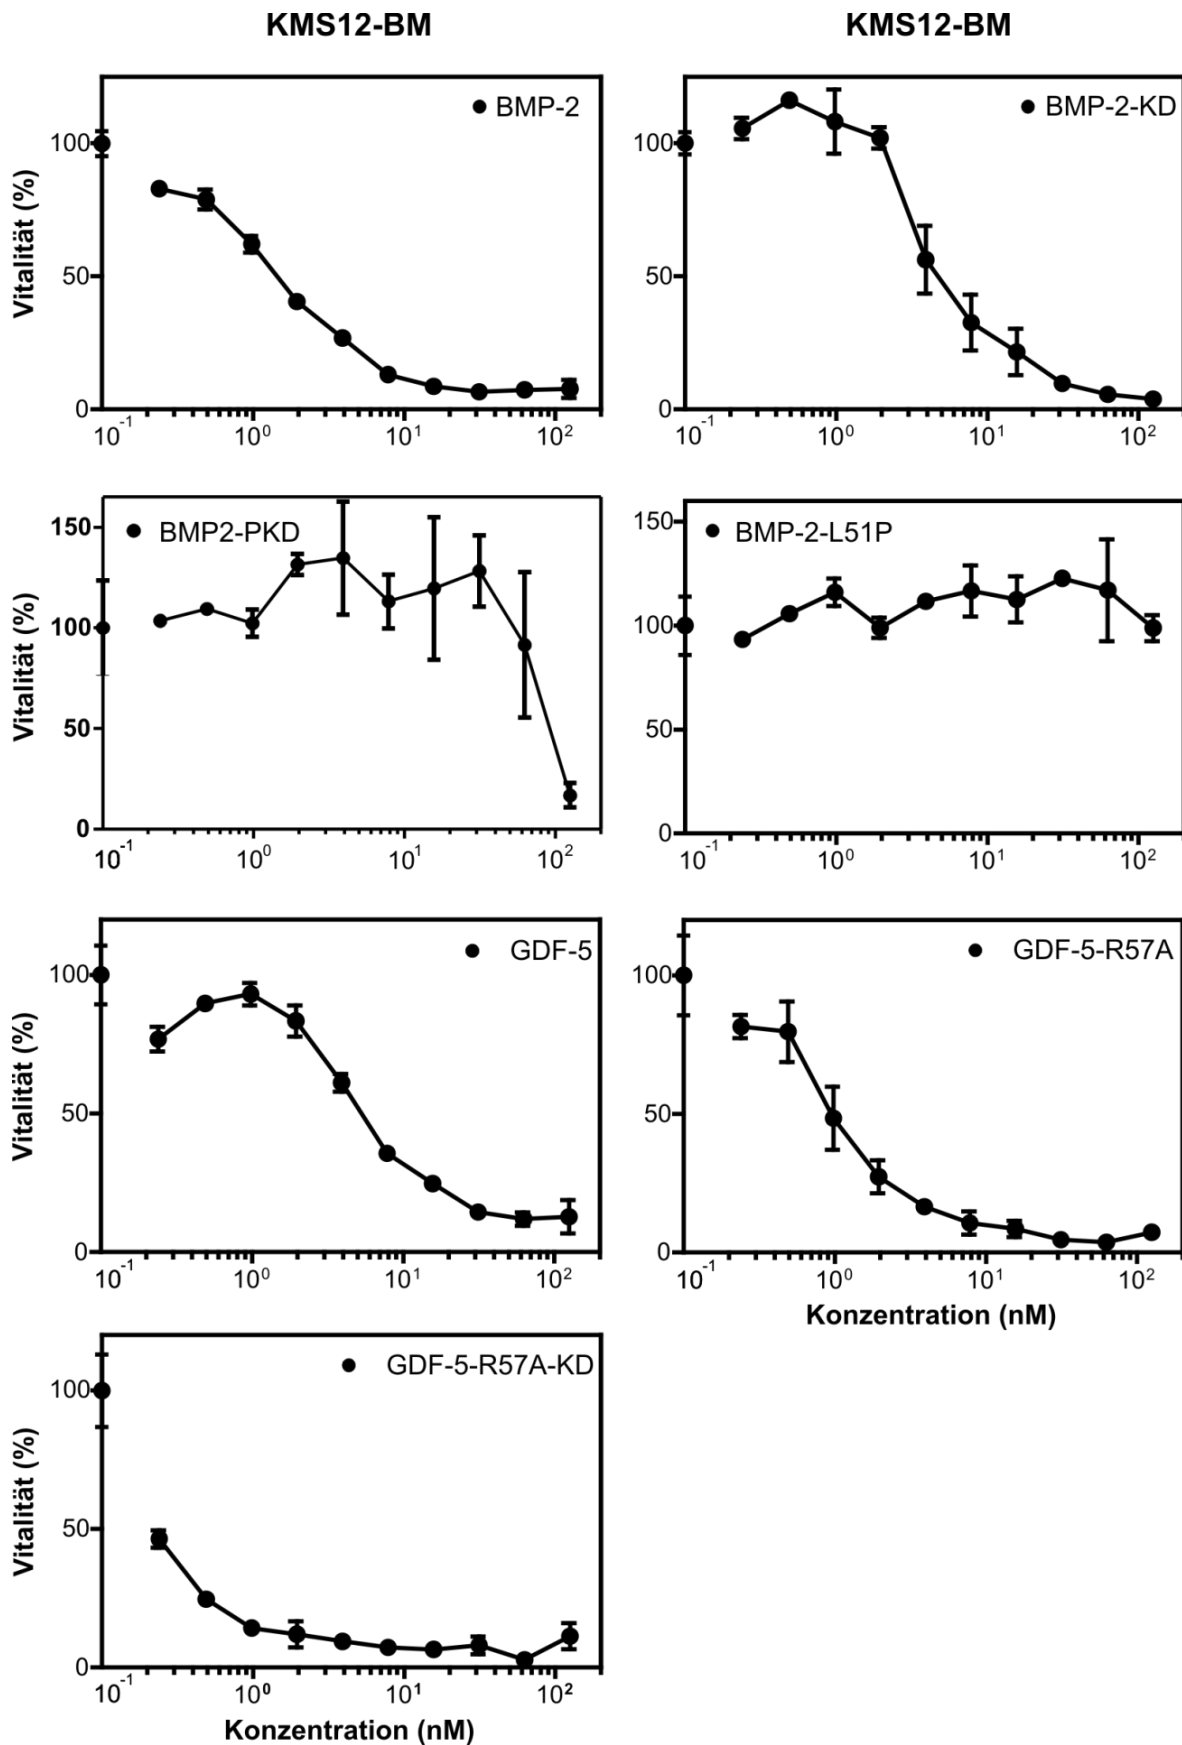 KMS12-BM
KMS12-BM
BMP-2
Vitalität (%)
100
50
0
10⁻¹ 10⁰ 10¹ 10²
BMP-2-KD
100
50
0
10⁻¹ 10⁰ 10¹ 10²
BMP2-PKD
Vitalität (%)
150
100
50
0
10⁻¹ 10⁰ 10¹ 10²
BMP-2-L51P
150
100
50
0
10⁻¹ 10⁰ 10¹ 10²
GDF-5
Vitalität (%)
100
50
0
10⁻¹ 10⁰ 10¹ 10²
GDF-5-R57A
100
50
0
10⁻¹ 10⁰ 10¹ 10²
Konzentration (nM)
GDF-5-R57A-KD
Vitalität (%)
100
50
0
10⁻¹ 10⁰ 10¹ 10²
Konzentration (nM)